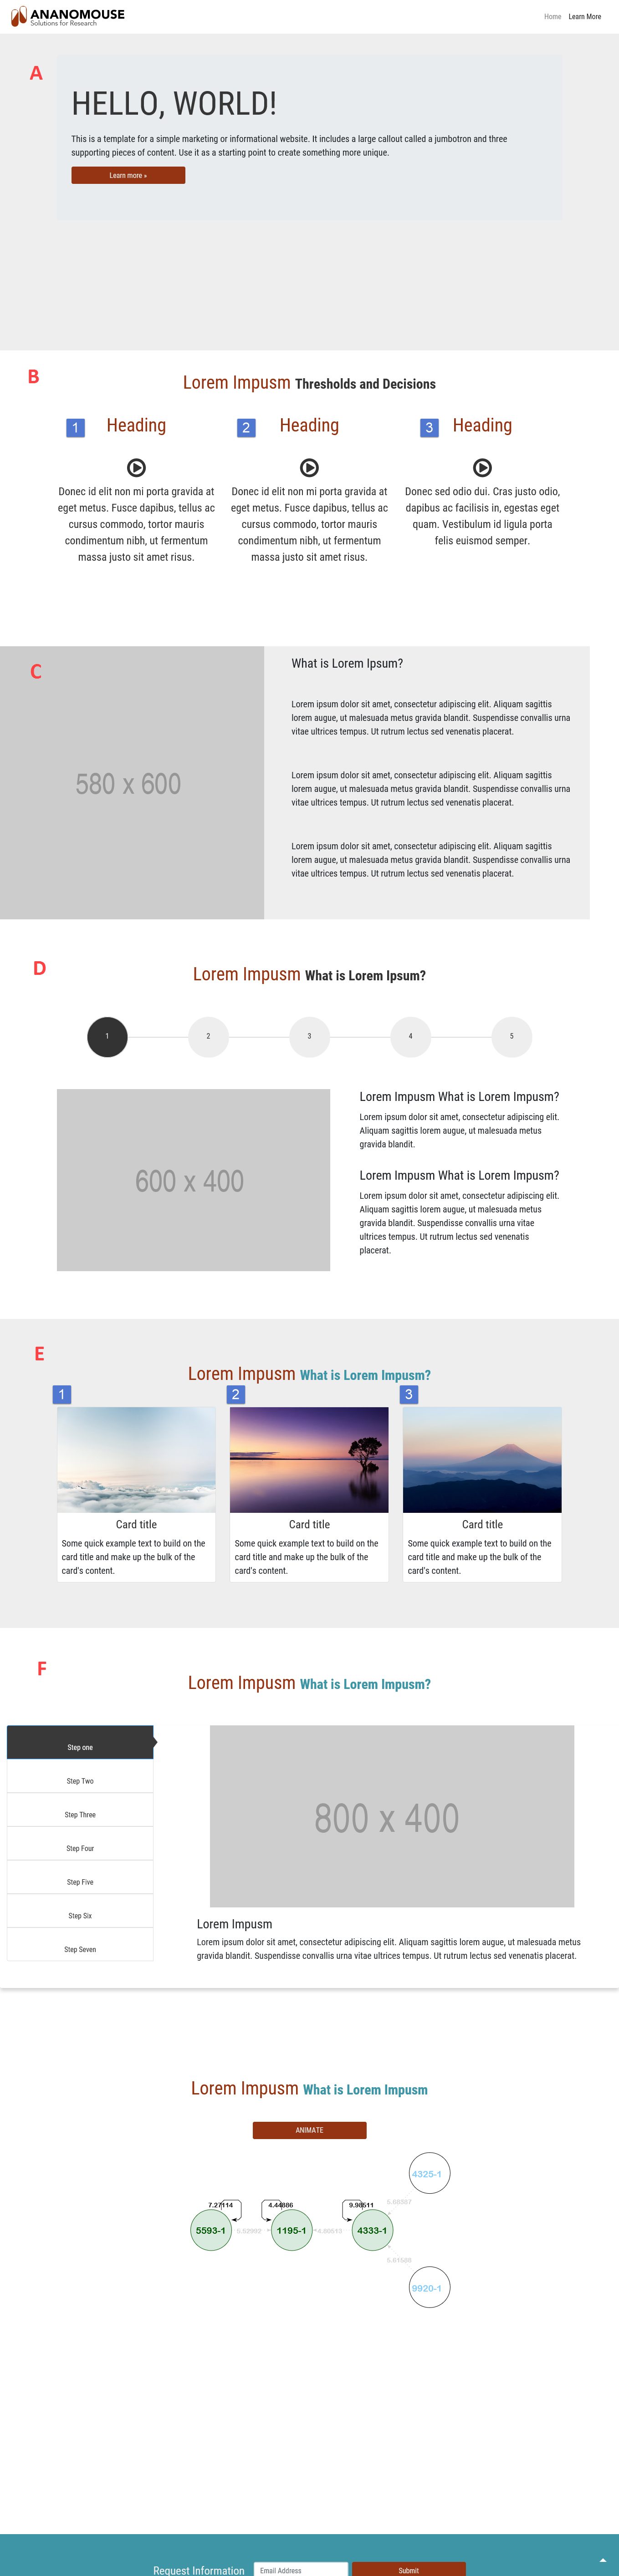 ANANOMOUSE
Solutions for Research
Home Learn More
A
HELLO, WORLD!
This is a template for a simple marketing or informational website. It includes a large callout called a jumbotron and three
supporting pieces of content. Use it as a starting point to create something more unique.
Learn more »
B
Lorem Impusm Thresholds and Decisions
1 Heading
Donec id elit non mi porta gravida at
eget metus. Fusce dapibus, tellus ac
cursus commodo, tortor mauris
condimentum nibh, ut fermentum
massa justo sit amet risus.
2 Heading
Donec id elit non mi porta gravida at
eget metus. Fusce dapibus, tellus ac
cursus commodo, tortor mauris
condimentum nibh, ut fermentum
massa justo sit amet risus.
3 Heading
Donec sed odio dui. Cras justo odio,
dapibus ac facilisis in, egestas eget
quam. Vestibulum id ligula porta
felis euismod semper.
C
580 x 600
What is Lorem Ipsum?
Lorem ipsum dolor sit amet, consectetur adipiscing elit. Aliquam sagittis
lorem augue, ut malesuada metus gravida blandit. Suspendisse convallis urna
vitae ultrices tempus. Ut rutrum lectus sed venenatis placerat.
Lorem ipsum dolor sit amet, consectetur adipiscing elit. Aliquam sagittis
lorem augue, ut malesuada metus gravida blandit. Suspendisse convallis urna
vitae ultrices tempus. Ut rutrum lectus sed venenatis placerat.
Lorem ipsum dolor sit amet, consectetur adipiscing elit. Aliquam sagittis
lorem augue, ut malesuada metus gravida blandit. Suspendisse convallis urna
vitae ultrices tempus. Ut rutrum lectus sed venenatis placerat.
D
Lorem Impusm What is Lorem Ipsum?
1 2 3 4 5
600 x 400
Lorem Impusm What is Lorem Impusm?
Lorem ipsum dolor sit amet, consectetur adipiscing elit.
Aliquam sagittis lorem augue, ut malesuada metus
gravida blandit.
Lorem Impusm What is Lorem Impusm?
Lorem ipsum dolor sit amet, consectetur adipiscing elit.
Aliquam sagittis lorem augue, ut malesuada metus
gravida blandit. Suspendisse convallis urna vitae
ultrices tempus. Ut rutrum lectus sed venenatis
placerat.
E
Lorem Impusm What is Lorem Impusm?
1
Card title
Some quick example text to build on the
card title and make up the bulk of the
card's content.
2
Card title
Some quick example text to build on the
card title and make up the bulk of the
card's content.
3
Card title
Some quick example text to build on the
card title and make up the bulk of the
card's content.
F
Lorem Impusm What is Lorem Impusm?
Step one
Step Two
Step Three
Step Four
Step Five
Step Six
Step Seven
800 x 400
Lorem Impusm
Lorem ipsum dolor sit amet, consectetur adipiscing elit. Aliquam sagittis lorem augue, ut malesuada metus
gravida blandit. Suspendisse convallis urna vitae ultrices tempus. Ut rutrum lectus sed venenatis placerat.
Lorem Impusm What is Lorem Impusm
ANIMATE
4325-1
7.27114 4.44886 9.98511
5593-1 1195-1 4333-1
9920-1
Request Information Email Address Submit